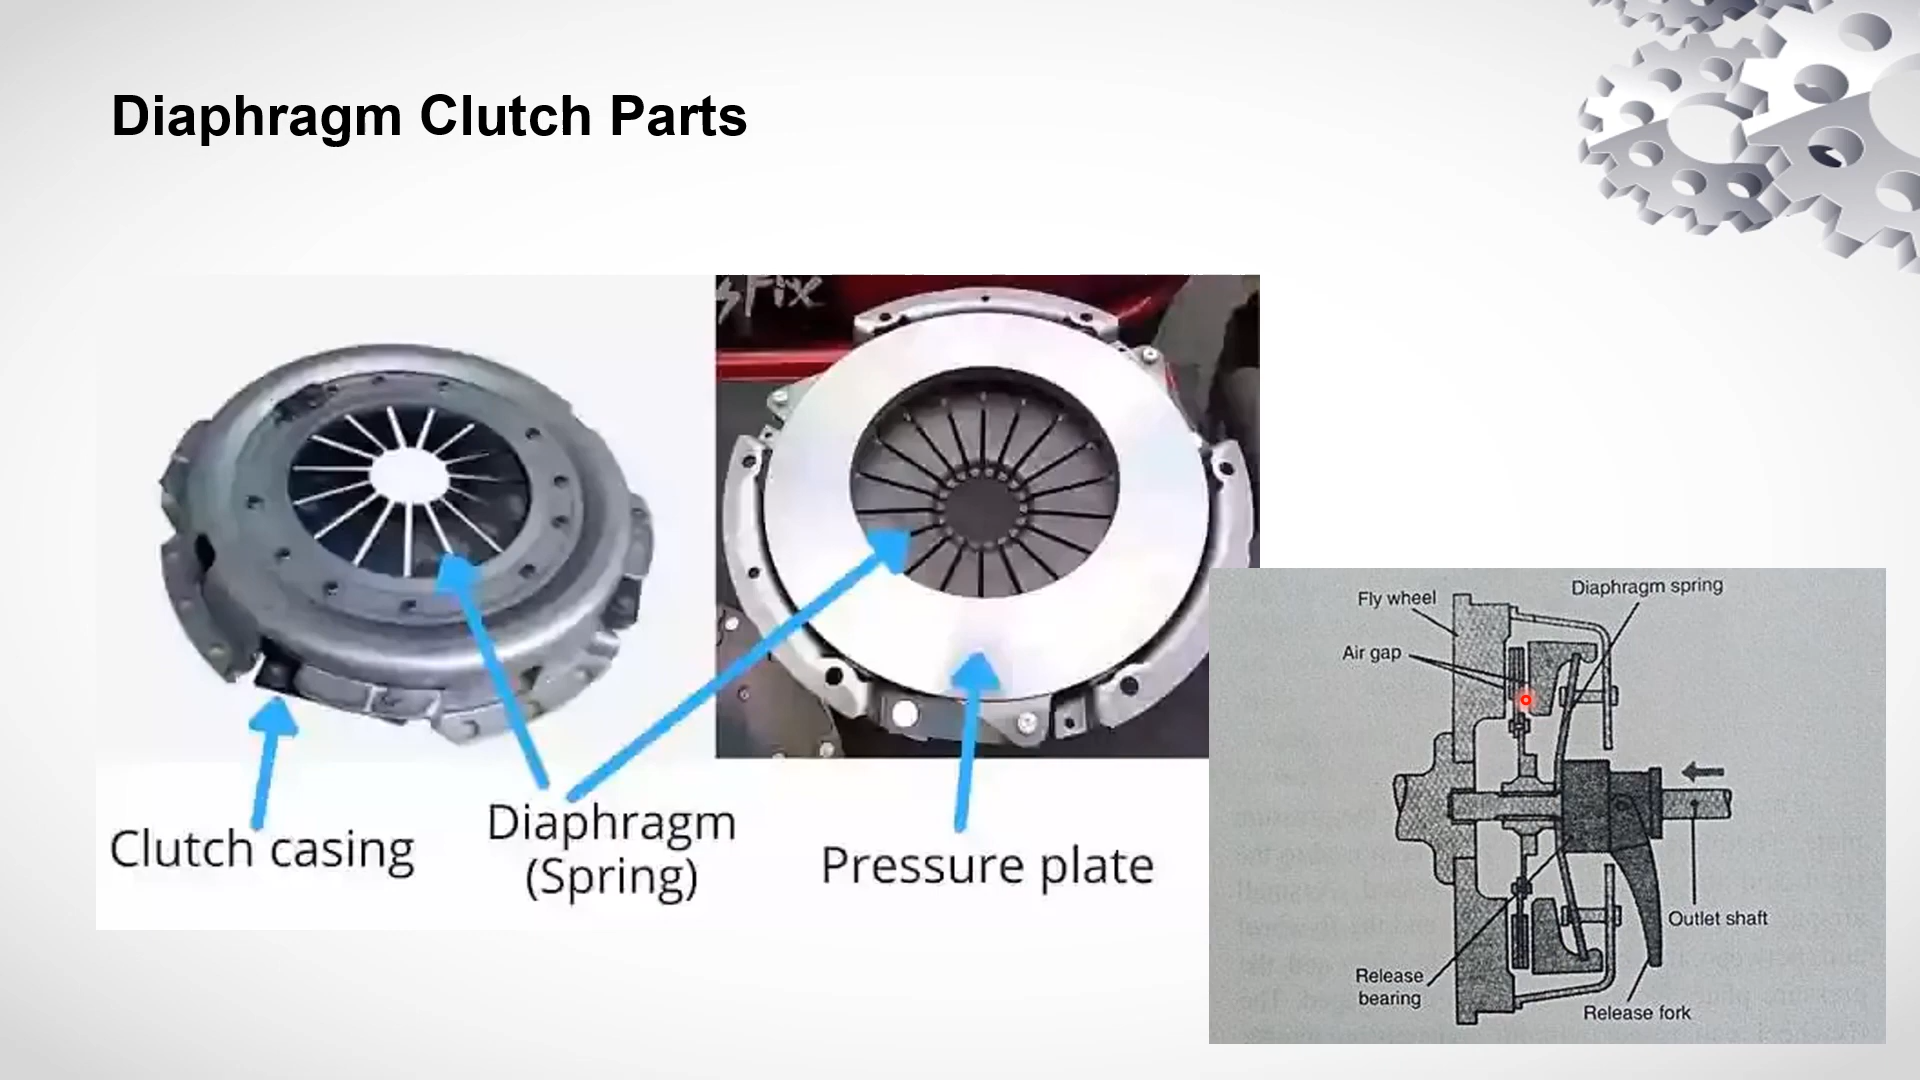 Diaphragm Clutch Parts
sFix
Clutch casing
Diaphragm
(Spring)
Pressure plate
Fly wheel
Diaphragm spring
Air gap
Outlet shaft
Release
bearing
Release fork